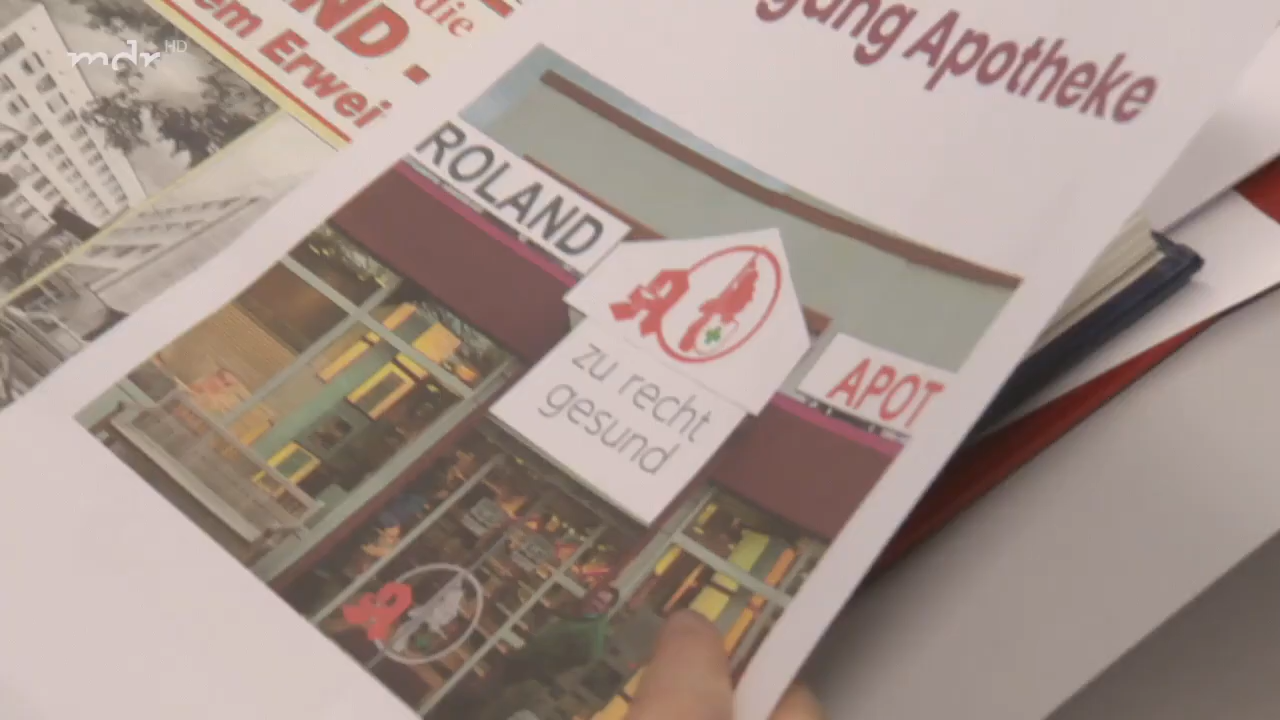 mdr HD
die
ND -
em Erwei
gung Apotheke
ROLAND
zu recht
gesund
APOT